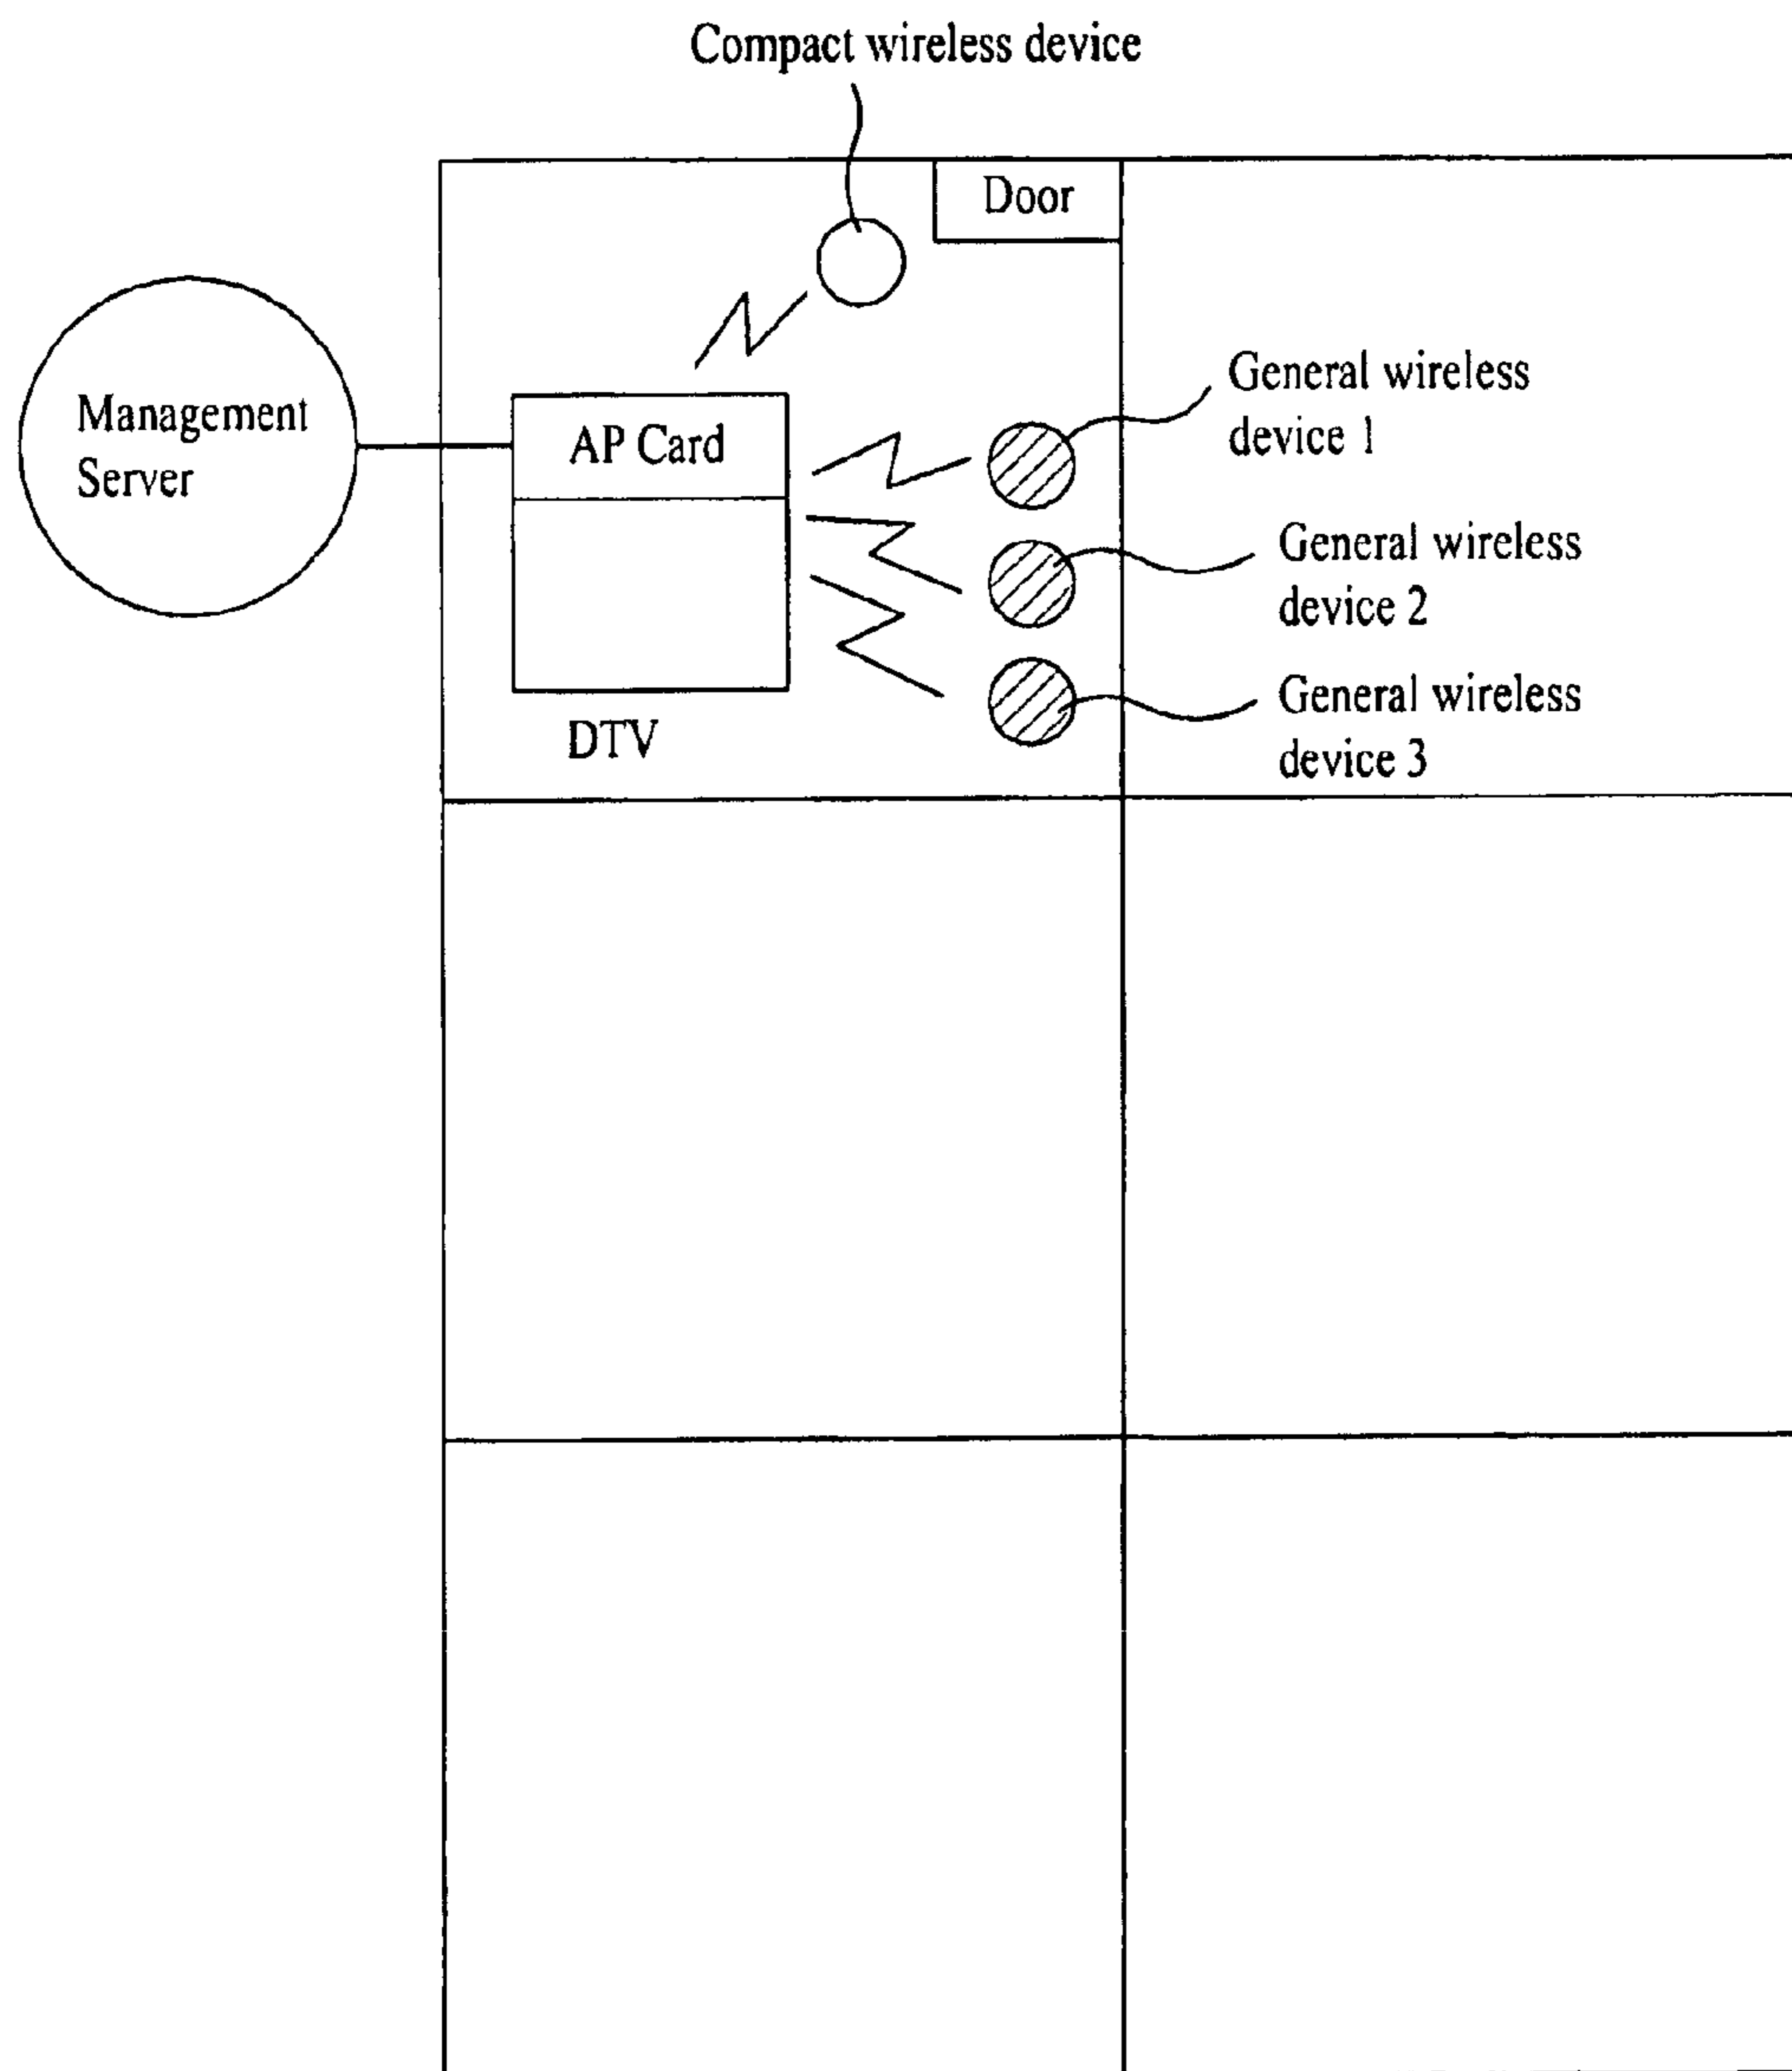 Compact wireless device
Door
Management
Server
AP Card
General wireless
device 1
General wireless
device 2
General wireless
device 3
DTV